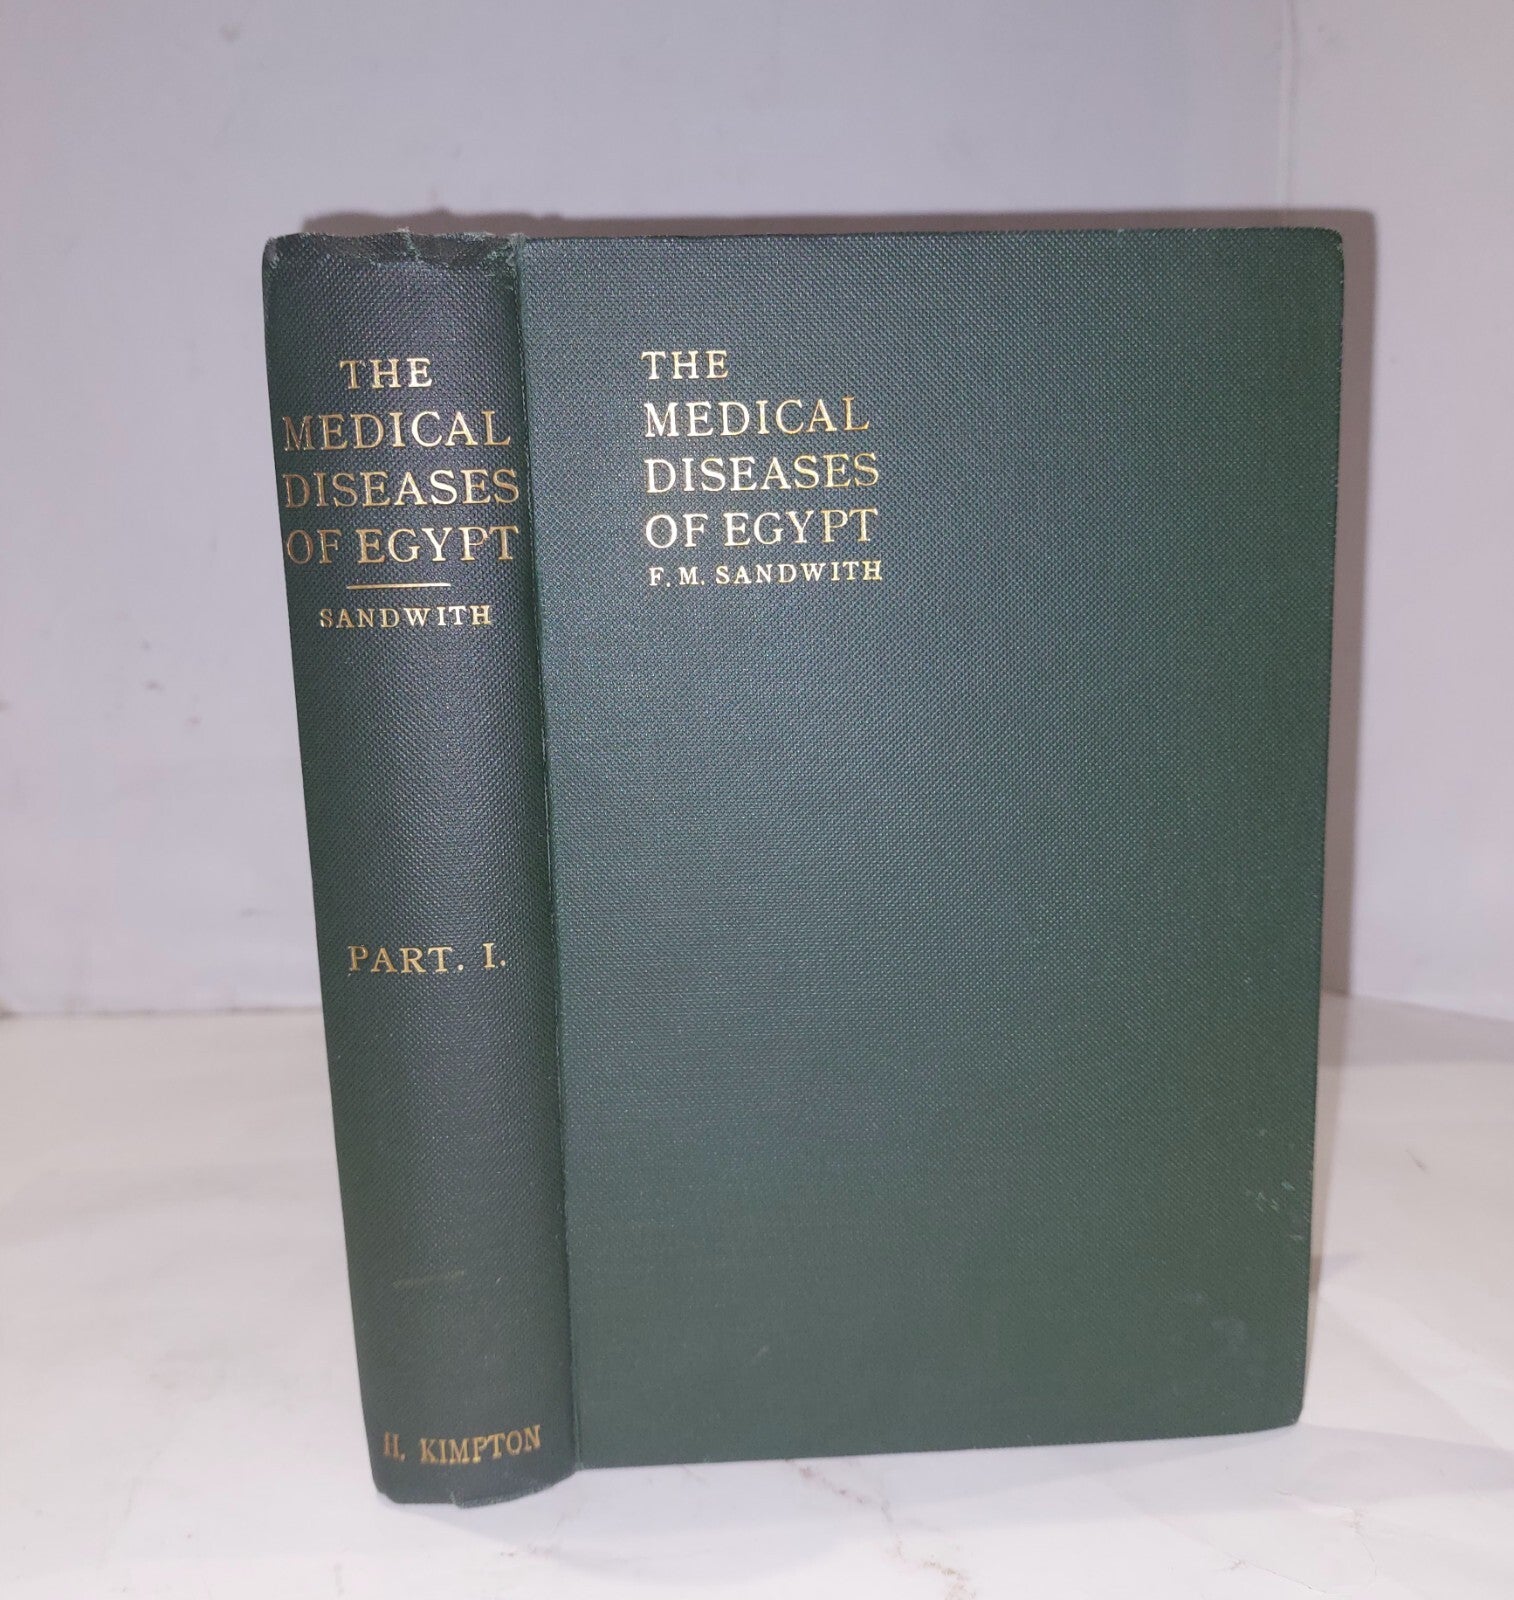 THE
MEDICAL
DISEASES
OF EGYPT
SANDWITH
PART. I.
H. KIMPTON
THE
MEDICAL
DISEASES
OF EGYPT
F. M. SANDWITH